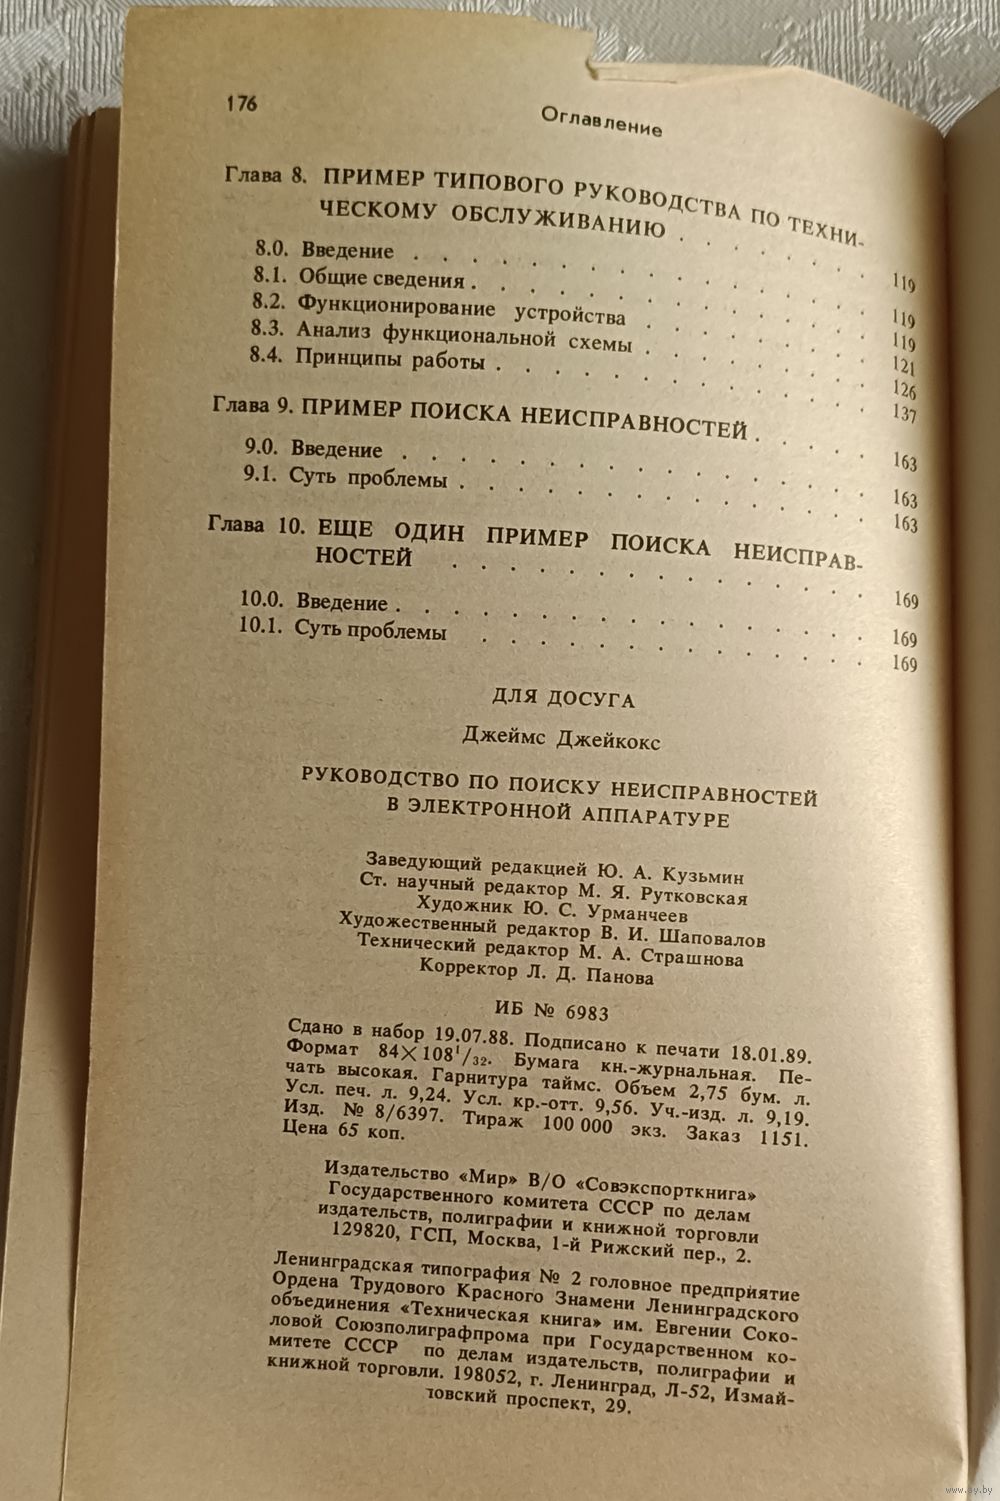 176
Оглавление
Глава 8. ПРИМЕР ТИПОВОГО РУКОВОДСТВА ПО ТЕХНИ-
ЧЕСКОМУ ОБСЛУЖИВАНИЮ . . . . . . . 119
8.0. Введение . . . . . . . . . . . . . . . . 119
8.1. Общие сведения . . . . . . . . . . . . . . 119
8.2. Функционирование устройства . . . . . . . . 121
8.3. Анализ функциональной схемы . . . . . . . . 126
8.4. Принципы работы . . . . . . . . . . . . . 137
Глава 9. ПРИМЕР ПОИСКА НЕИСПРАВНОСТЕЙ . . . . 163
9.0. Введение . . . . . . . . . . . . . . . . 163
9.1. Суть проблемы . . . . . . . . . . . . . . 163
Глава 10. ЕЩЕ ОДИН ПРИМЕР ПОИСКА НЕИСПРАВ-
НОСТЕЙ . . . . . . . . . . . . . . . 169
10.0. Введение . . . . . . . . . . . . . . . . 169
10.1. Суть проблемы . . . . . . . . . . . . . . 169
ДЛЯ ДОСУГА
Джеймс Джейкокс
РУКОВОДСТВО ПО ПОИСКУ НЕИСПРАВНОСТЕЙ
В ЭЛЕКТРОННОЙ АППАРАТУРЕ
Заведующий редакцией Ю. А. Кузьмин
Ст. научный редактор М. Я. Рутковская
Художник Ю. С. Урманчеев
Художественный редактор В. И. Шаповалов
Технический редактор М. А. Страшнова
Корректор Л. Д. Панова
ИБ № 6983
Сдано в набор 19.07.88. Подписано к печати 18.01.89.
Формат 84×108¹/₃₂. Бумага кн.-журнальная. Пе-
чать высокая. Гарнитура таймс. Объем 2,75 бум. л.
Усл. печ. л. 9,24. Усл. кр.-отт. 9,56. Уч.-изд. л. 9,19.
Изд. № 8/6397. Тираж 100 000 экз. Заказ 1151.
Цена 65 коп.
Издательство «Мир» В/О «Совэкспорткнига»
Государственного комитета СССР по делам
издательств, полиграфии и книжной торговли
129820, ГСП, Москва, 1-й Рижский пер., 2.
Ленинградская типография № 2 головное предприятие
Ордена Трудового Красного Знамени Ленинградского
объединения «Техническая книга» им. Евгении Соко-
ловой Союзполиграфпрома при Государственном ко-
митете СССР по делам издательств, полиграфии и
книжной торговли. 198052, г. Ленинград, Л-52, Измай-
ловский проспект, 29.
www.ay.by